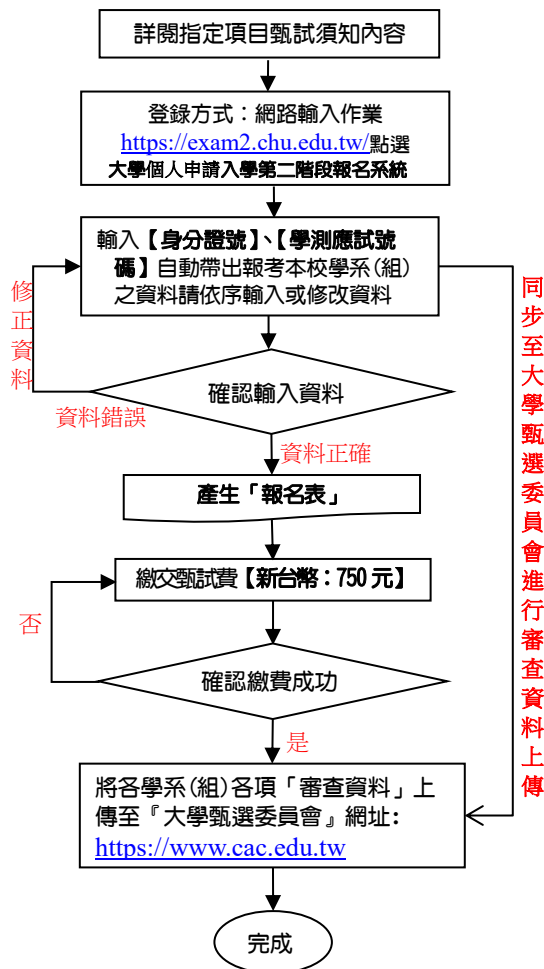 詳閱指定項目甄試須知內容
登錄方式：網路輸入作業
https://exam2.chu.edu.tw/點選
大學個人申請入學第二階段報名系統
輸入【身分證號】、【學測應試號
碼】自動帶出報考本校學系(組)
之資料請依序輸入或修改資料
修正資料
同步至大學甄選委員會進行審查資料上傳
確認輸入資料
資料錯誤
資料正確
產生「報名表」
繳交甄試費【新台幣：750 元】
否
確認繳費成功
是
將各學系(組)各項「審查資料」上
傳至『大學甄選委員會』網址:
https://www.cac.edu.tw
完成